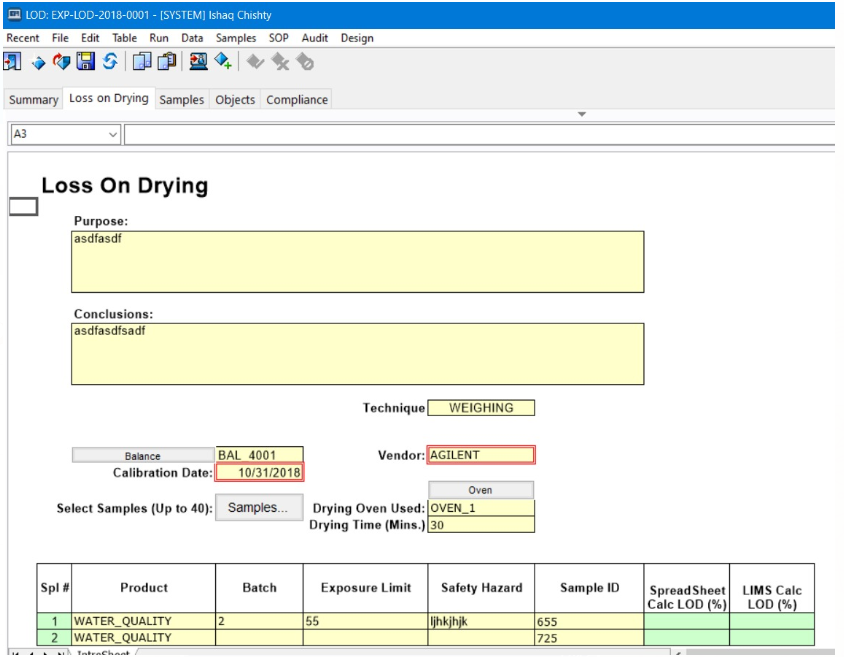 LOD: EXP-LOD-2018-0001 - [SYSTEM] Ishaq Chishty
Recent File Edit Table Run Data Samples SOP Audit Design
Summary Loss on Drying Samples Objects Compliance
A3
Loss On Drying
Purpose:
asdfasdf
Conclusions:
asdfasdfsadf
Technique WEIGHING
Balance BAL_4001 Vendor: AGILENT
Calibration Date: 10/31/2018
Oven
Select Samples (Up to 40): Samples... Drying Oven Used: OVEN_1
Drying Time (Mins.) 30
Spl # Product Batch Exposure Limit Safety Hazard Sample ID SpreadSheet Calc LOD (%) LIMS Calc LOD (%)
1 WATER_QUALITY 2 55 ljhkjhjk 655
2 WATER_QUALITY 725
IntroSheet